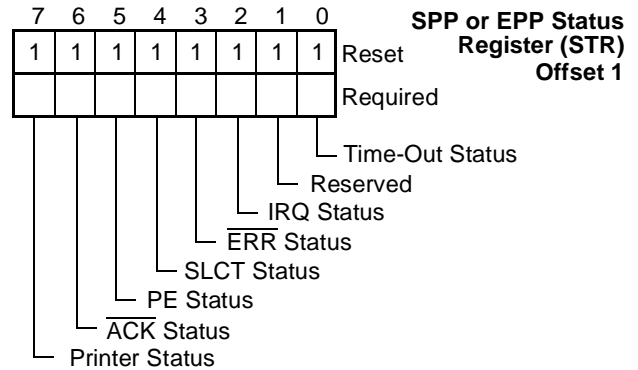 7 6 5 4 3 2 1 0
SPP or EPP Status
Register (STR)
Offset 1
1 1 1 1 1 1 1 1 Reset
Required
Time-Out Status
Reserved
IRQ Status
E̅R̅R̅ Status
SLCT Status
PE Status
A̅C̅K̅ Status
Printer Status